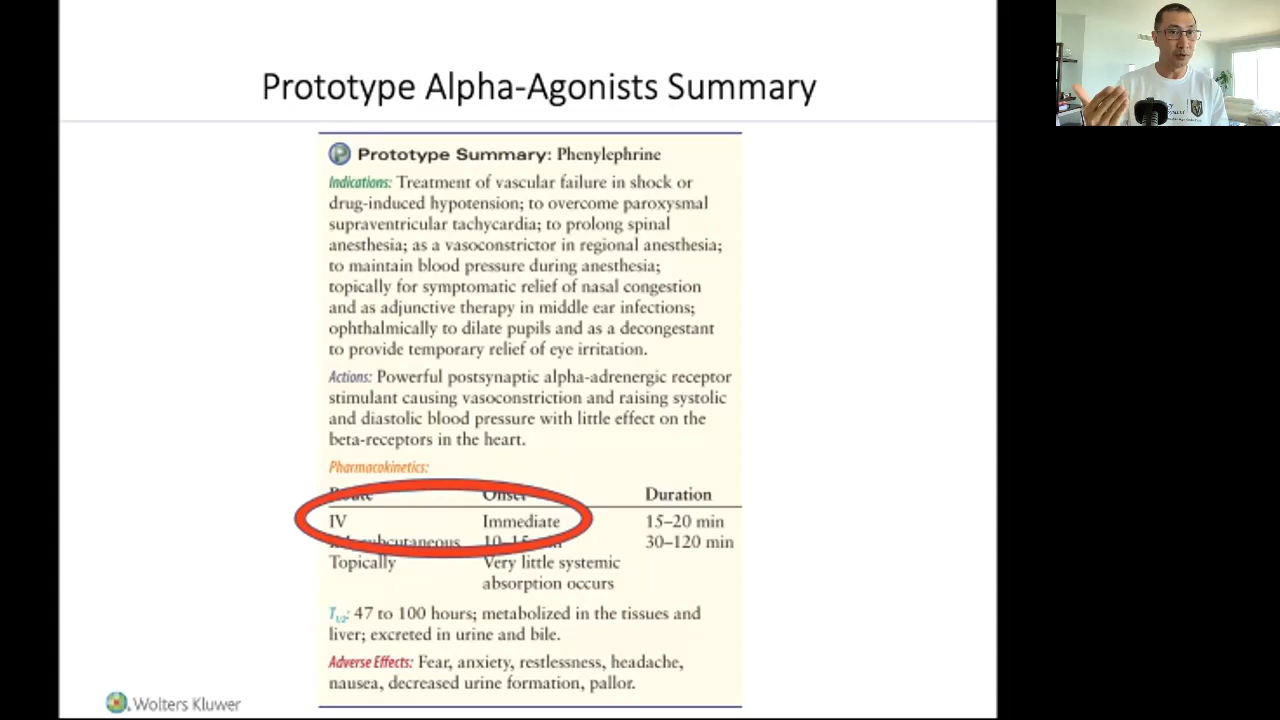 Prototype Alpha-Agonists Summary
P Prototype Summary: Phenylephrine
Indications: Treatment of vascular failure in shock or
drug-induced hypotension; to overcome paroxysmal
supraventricular tachycardia; to prolong spinal
anesthesia; as a vasoconstrictor in regional anesthesia;
to maintain blood pressure during anesthesia;
topically for symptomatic relief of nasal congestion
and as adjunctive therapy in middle ear infections;
ophthalmically to dilate pupils and as a decongestant
to provide temporary relief of eye irritation.
Actions: Powerful postsynaptic alpha-adrenergic receptor
stimulant causing vasoconstriction and raising systolic
and diastolic blood pressure with little effect on the
beta-receptors in the heart.
Pharmacokinetics:
Route Onset Duration
IV Immediate 15–20 min
subcutaneous 10–15 30–120 min
Topically Very little systemic
absorption occurs
T1/2: 47 to 100 hours; metabolized in the tissues and
liver; excreted in urine and bile.
Adverse Effects: Fear, anxiety, restlessness, headache,
nausea, decreased urine formation, pallor.
Wolters Kluwer